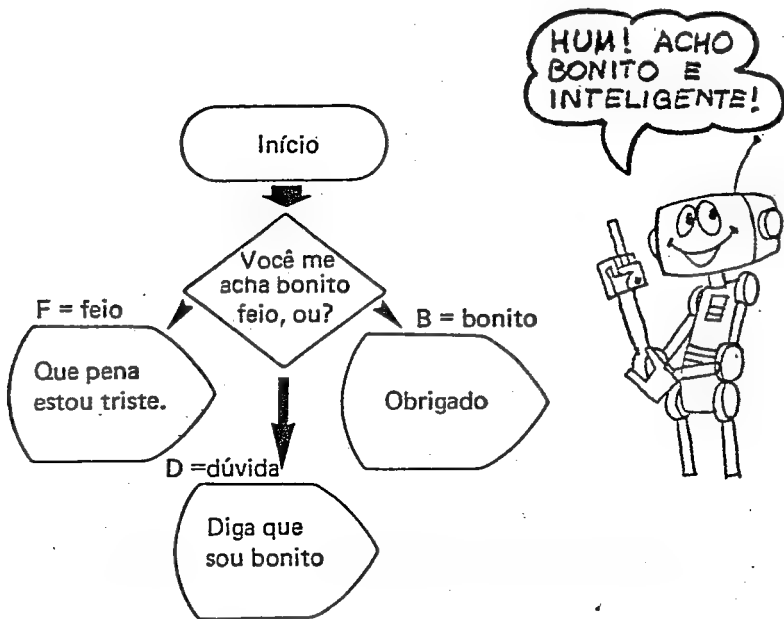 HUM! ACHO
BONITO E
INTELIGENTE!
Início
Você me
acha bonito
feio, ou?
F = feio
B = bonito
Que pena
estou triste.
Obrigado
D =dúvida
Diga que
sou bonito